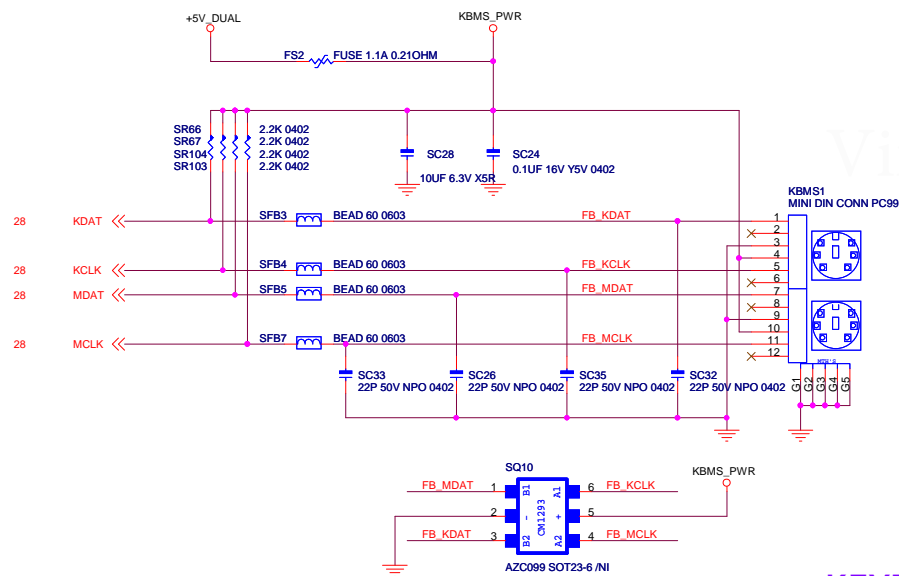 +5V_DUAL
KBMS_PWR
FS2 FUSE 1.1A 0.21OHM
SR66 2.2K 0402
SR67 2.2K 0402
SR104 2.2K 0402
SR103 2.2K 0402
SC28
10UF 6.3V X5R
SC24
0.1UF 16V Y5V 0402
Vi
KBMS1
MINI DIN CONN PC99
28 KDAT SFB3 BEAD 60 0603 FB_KDAT
28 KCLK SFB4 BEAD 60 0603 FB_KCLK
28 MDAT SFB5 BEAD 60 0603 FB_MDAT
28 MCLK SFB7 BEAD 60 0603 FB_MCLK
1
2
3
4
5
6
7
8
9
10
11
12
G1 G2 G3 G4 G5
SC33
22P 50V NPO 0402
SC26
22P 50V NPO 0402
SC35
22P 50V NPO 0402
SC32
22P 50V NPO 0402
SQ10
KBMS_PWR
FB_MDAT 1 B1 A1 6 FB_KCLK
2 - CM1293 + 5
FB_KDAT 3 B2 A2 4 FB_MCLK
AZC099 SOT23-6 /NI